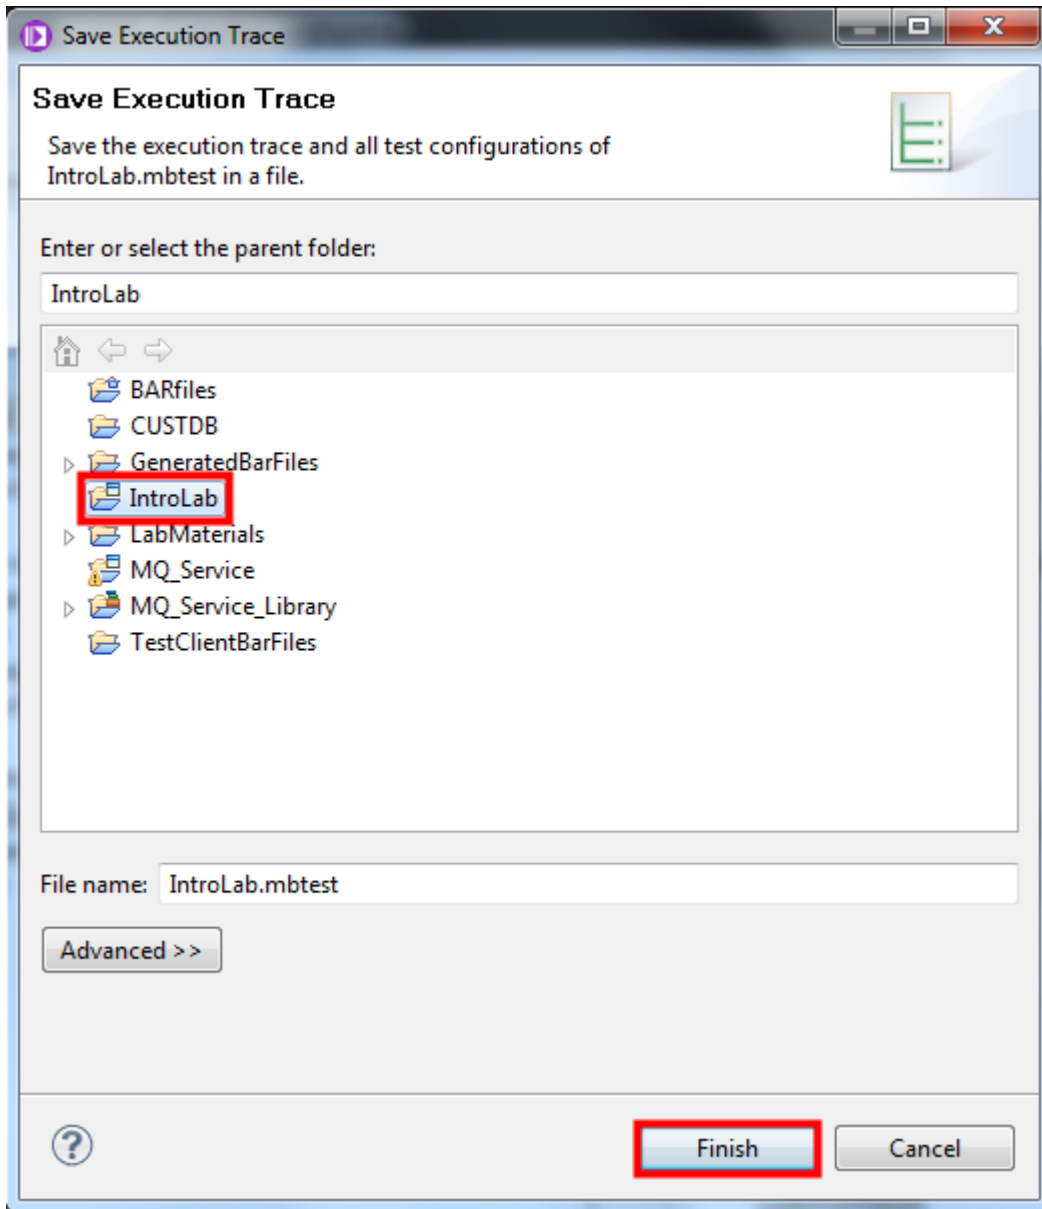 Save Execution Trace
Save Execution Trace
Save the execution trace and all test configurations of
IntroLab.mbtest in a file.
Enter or select the parent folder:
IntroLab
BARfiles
CUSTDB
GeneratedBarFiles
IntroLab
LabMaterials
MQ_Service
MQ_Service_Library
TestClientBarFiles
File name: IntroLab.mbtest
Advanced >>
Finish Cancel